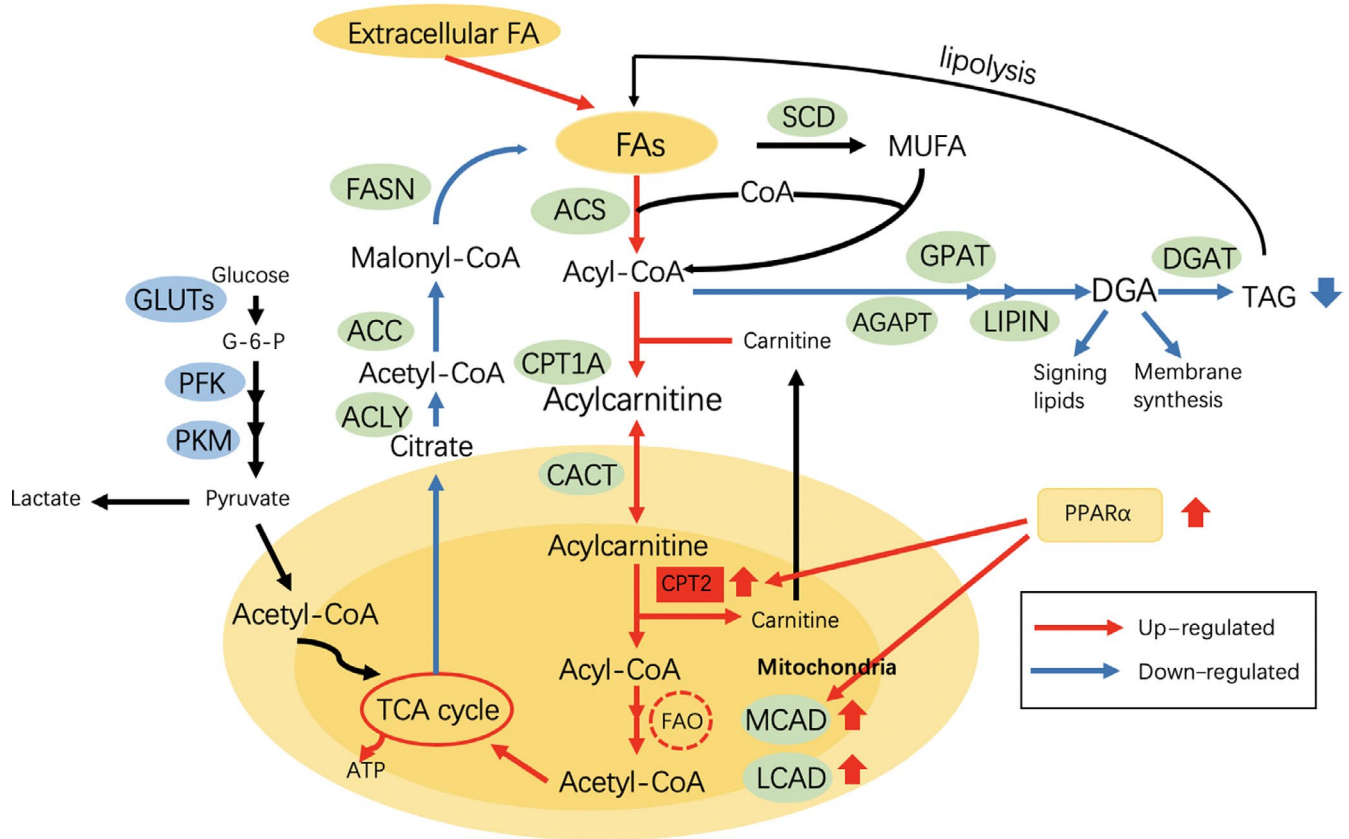 Extracellular FA
lipolysis
FAs
SCD
MUFA
FASN
ACS
CoA
Malonyl-CoA
Acyl-CoA
GPAT
DGAT
Glucose
GLUTs
DGA
TAG
G-6-P
ACC
AGAPT
LIPIN
Carnitine
CPT1A
Acetyl-CoA
PFK
Acylcarnitine
Signing
lipids
Membrane
synthesis
ACLY
Citrate
PKM
CACT
Lactate
Pyruvate
PPARα
Acylcarnitine
CPT2
Acetyl-CoA
Carnitine
Up-regulated
Acyl-CoA
Mitochondria
Down-regulated
TCA cycle
FAO
MCAD
ATP
Acetyl-CoA
LCAD